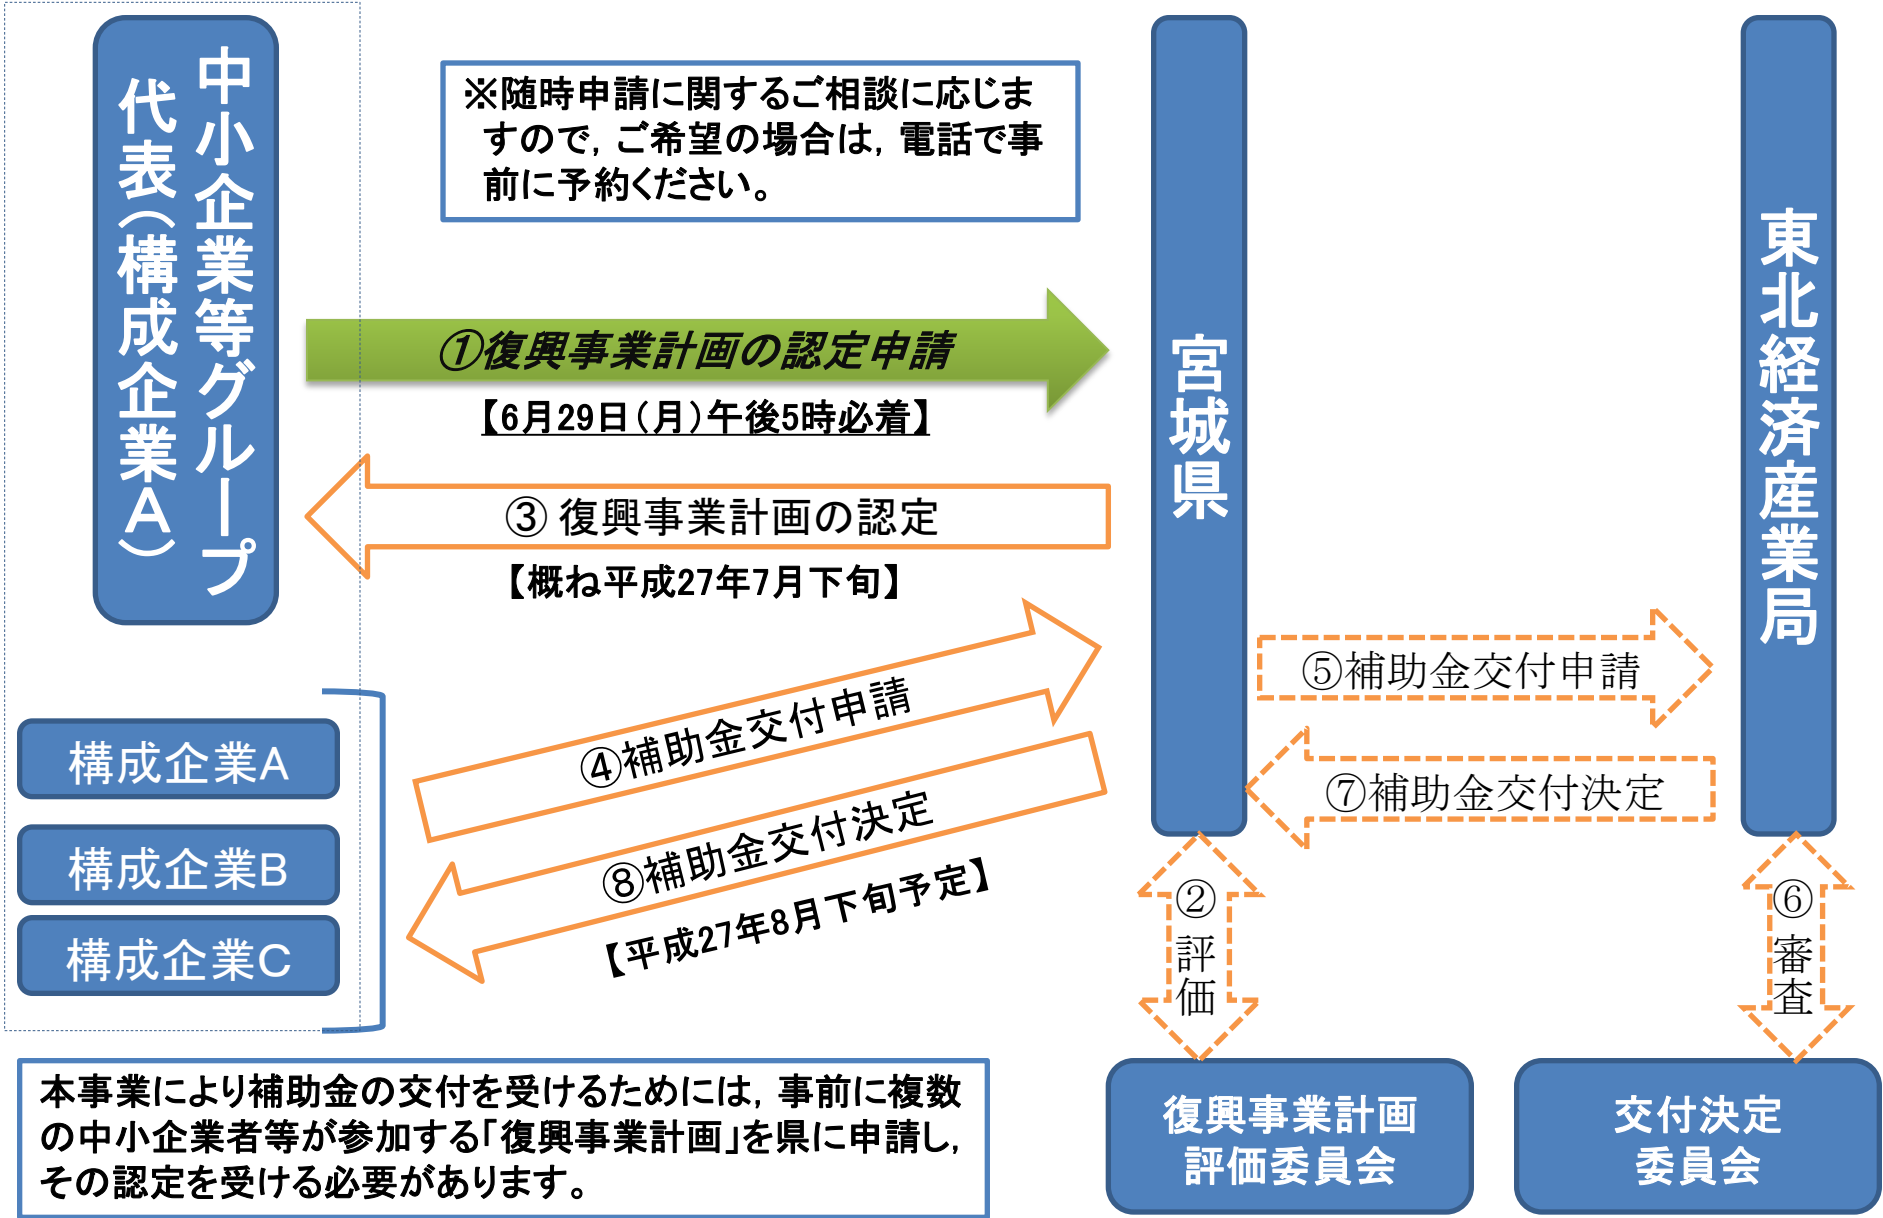 中小企業等グループ
代表（構成企業Ａ）
※随時申請に関するご相談に応じま
すので，ご希望の場合は，電話で事
前に予約ください。
①復興事業計画の認定申請
【6月29日（月）午後5時必着】
③ 復興事業計画の認定
【概ね平成27年7月下旬】
宮城県
東北経済産業局
④補助金交付申請
⑤補助金交付申請
⑦補助金交付決定
⑧補助金交付決定
【平成27年8月下旬予定】
構成企業A
構成企業B
構成企業C
②評価
⑥審査
本事業により補助金の交付を受けるためには，事前に複数
の中小企業者等が参加する「復興事業計画」を県に申請し，
その認定を受ける必要があります。
復興事業計画
評価委員会
交付決定
委員会